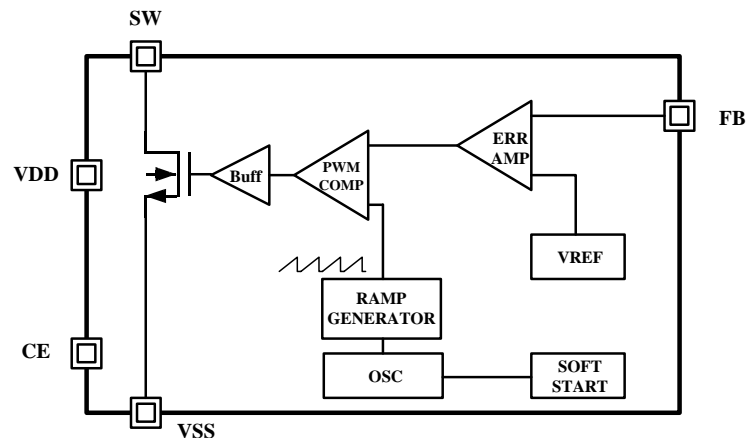 SW
FB
ERR
AMP
PWM
COMP
Buff
VDD
VREF
RAMP
GENERATOR
CE
OSC
SOFT
START
VSS